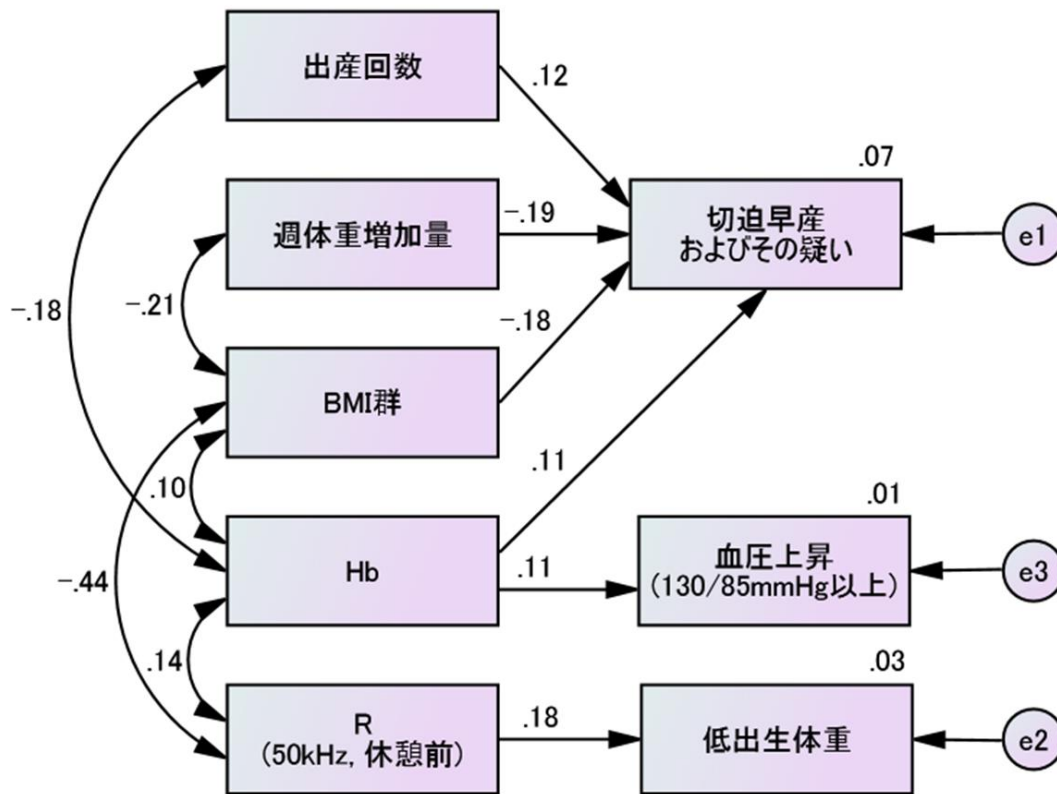 出産回数
.12
.07
週体重増加量
−.19
切迫早産
およびその疑い
e1
−.18
−.21
−.18
BMI群
.10
.11
.01
Hb
.11
血圧上昇
(130/85mmHg以上)
e3
−.44
.14
.03
R
(50kHz, 休憩前)
.18
低出生体重
e2